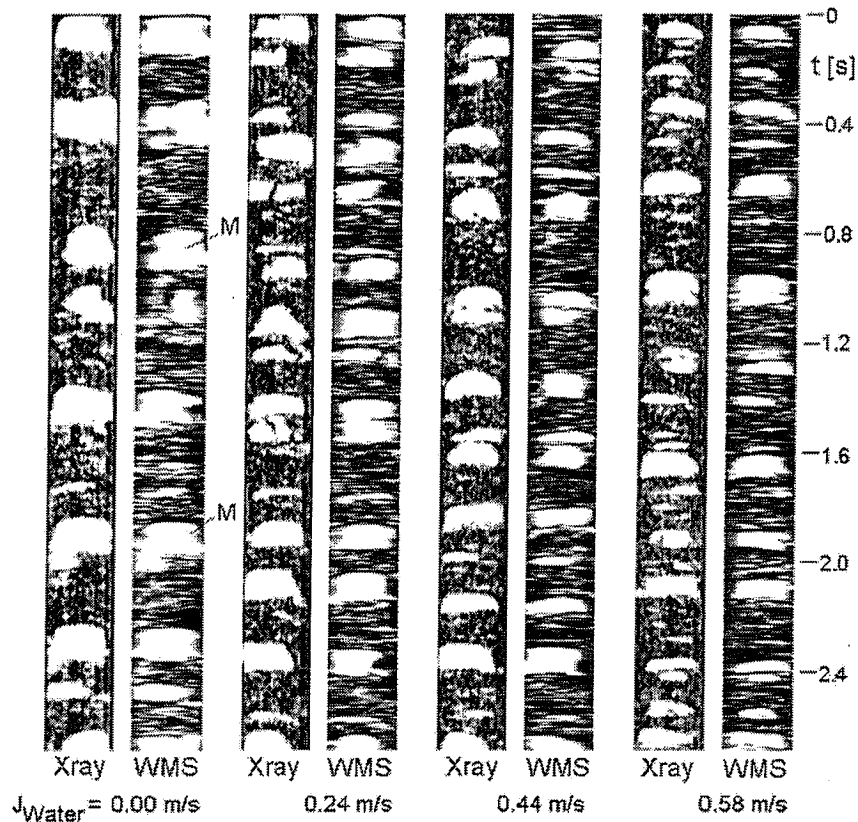 0
t [s]
0.4
M
0.8
1.2
1.6
M
2.0
2.4
Xray WMS Xray WMS Xray WMS Xray WMS
JWater = 0.00 m/s 0.24 m/s 0.44 m/s 0.58 m/s